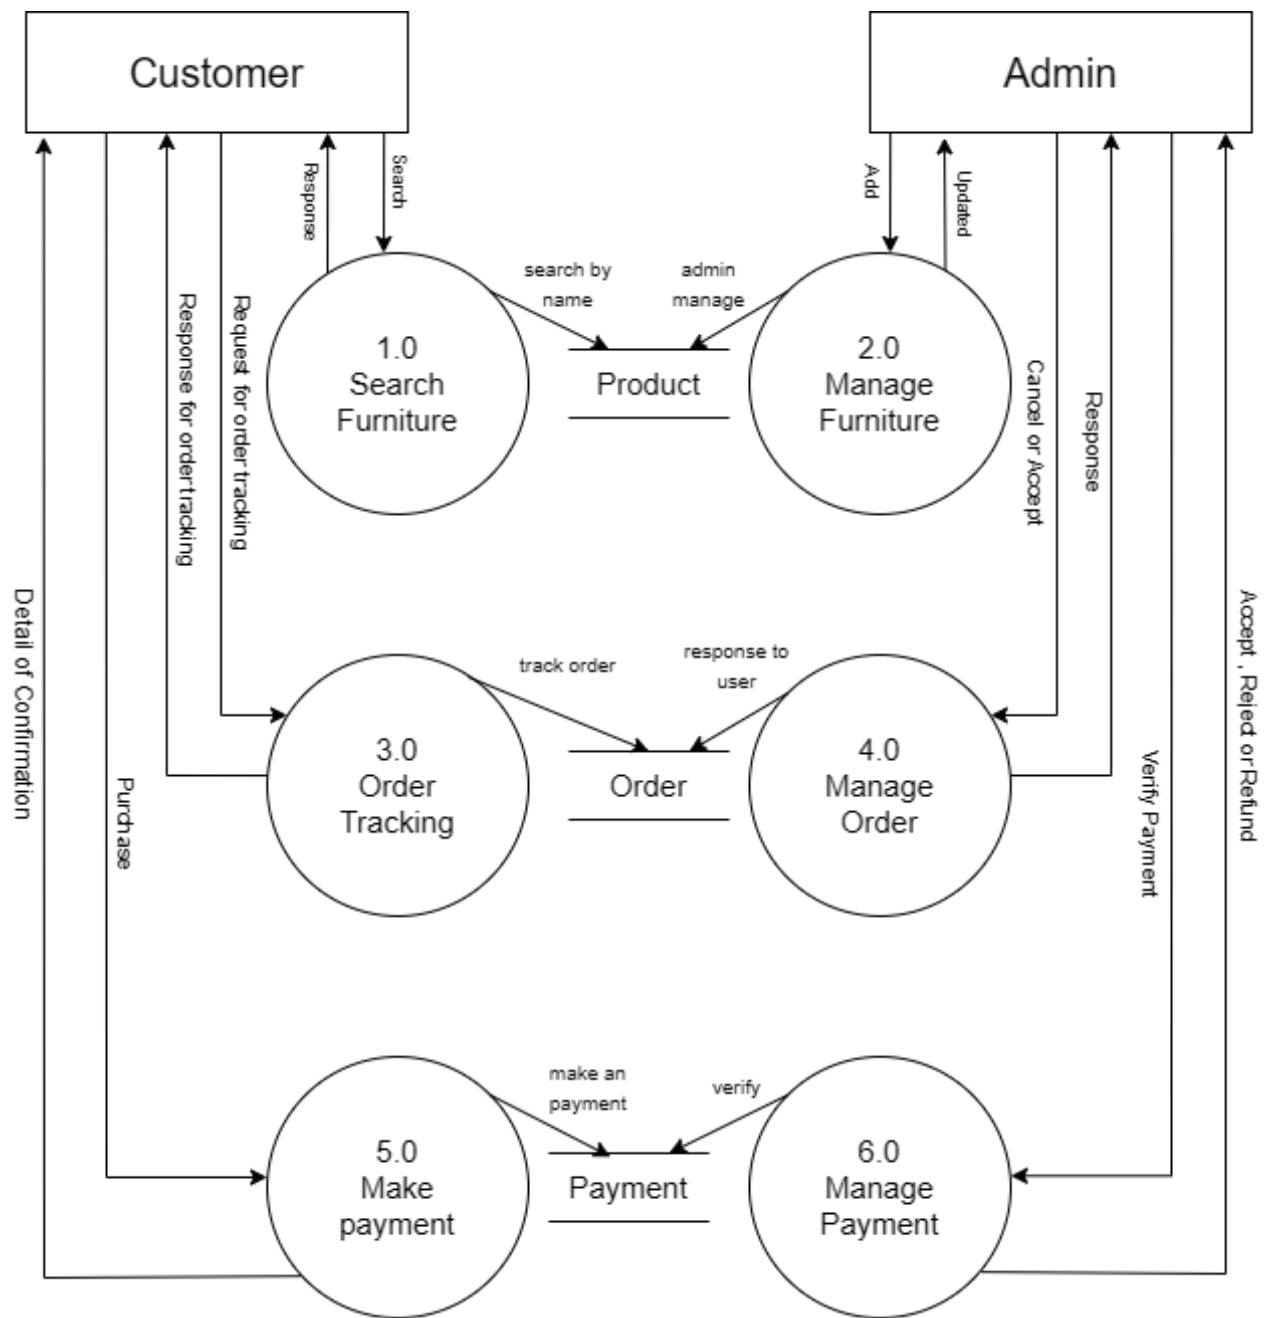 Customer
Admin
Response
Search
Add
Updated
search by
name
admin
manage
1.0
Search
Furniture
Product
2.0
Manage
Furniture
Response for order tracking
Request for order tracking
Cancel or Accept
Response
Detail of Confirmation
Purchase
track order
response to
user
3.0
Order
Tracking
Order
4.0
Manage
Order
Verify Payment
Accept , Reject or Refund
make an
payment
verify
5.0
Make
payment
Payment
6.0
Manage
Payment